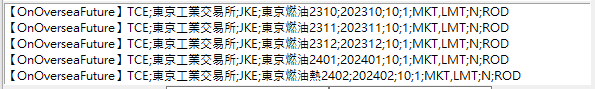 【OnOverseaFuture】TCE;東京工業交易所;JKE;東京燃油2310;202310;10;1;MKT,LMT;N;ROD
【OnOverseaFuture】TCE;東京工業交易所;JKE;東京燃油2311;202311;10;1;MKT,LMT;N;ROD
【OnOverseaFuture】TCE;東京工業交易所;JKE;東京燃油2312;202312;10;1;MKT,LMT;N;ROD
【OnOverseaFuture】TCE;東京工業交易所;JKE;東京燃油2401;202401;10;1;MKT,LMT;N;ROD
【OnOverseaFuture】TCE;東京工業交易所;JKE;東京燃油熱2402;202402;10;1;MKT,LMT;N;ROD